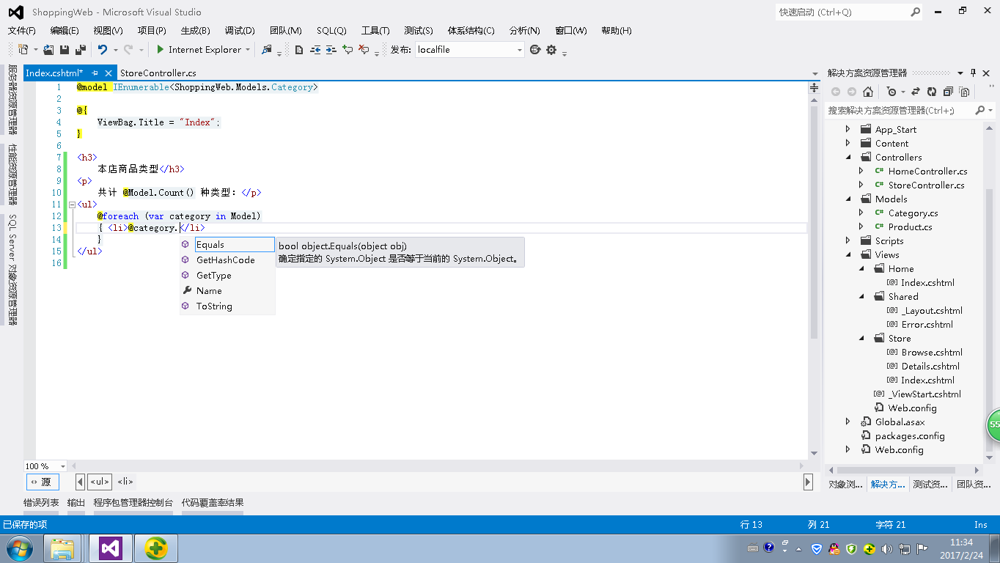 ShoppingWeb - Microsoft Visual Studio
快速启动 (Ctrl+Q)
文件(F) 编辑(E) 视图(V) 项目(P) 生成(B) 调试(D) 团队(M) SQL(Q) 工具(T) 测试(S) 体系结构(C) 分析(N) 窗口(W) 帮助(H)
Internet Explorer
发布: localfile
服务器资源管理器
性能资源管理器
SQL Server 对象资源管理器
Index.cshtml* StoreController.cs
1 @model IEnumerable<ShoppingWeb.Models.Category>
2
3 @{
4 ViewBag.Title = "Index";
5 }
6
7 <h3>
8 本店商品类型</h3>
9 <p>
10 共计 @Model.Count() 种类型：</p>
11 <ul>
12 @foreach (var category in Model)
13 { <li>@category.</li>
14 }
15 </ul>
16
Equals
GetHashCode
GetType
Name
ToString
bool object.Equals(object obj)
确定指定的 System.Object 是否等于当前的 System.Object。
100 %
源 <ul> <li>
错误列表 输出 程序包管理器控制台 代码覆盖率结果
解决方案资源管理器
搜索解决方案资源管理器(Ctrl+;)
App_Start
Content
Controllers
C# HomeController.cs
C# StoreController.cs
Models
C# Category.cs
C# Product.cs
Scripts
Views
Home
[@] Index.cshtml
Shared
[@] _Layout.cshtml
[@] Error.cshtml
Store
[@] Browse.cshtml
[@] Details.cshtml
[@] Index.cshtml
[@] _ViewStart.cshtml
Web.config
Global.asax
packages.config
Web.config
55
对象浏... 解决方... 测试资... 团队资...
已保存的项 行 13 列 21 字符 21 Ins
11:34
2017/2/24